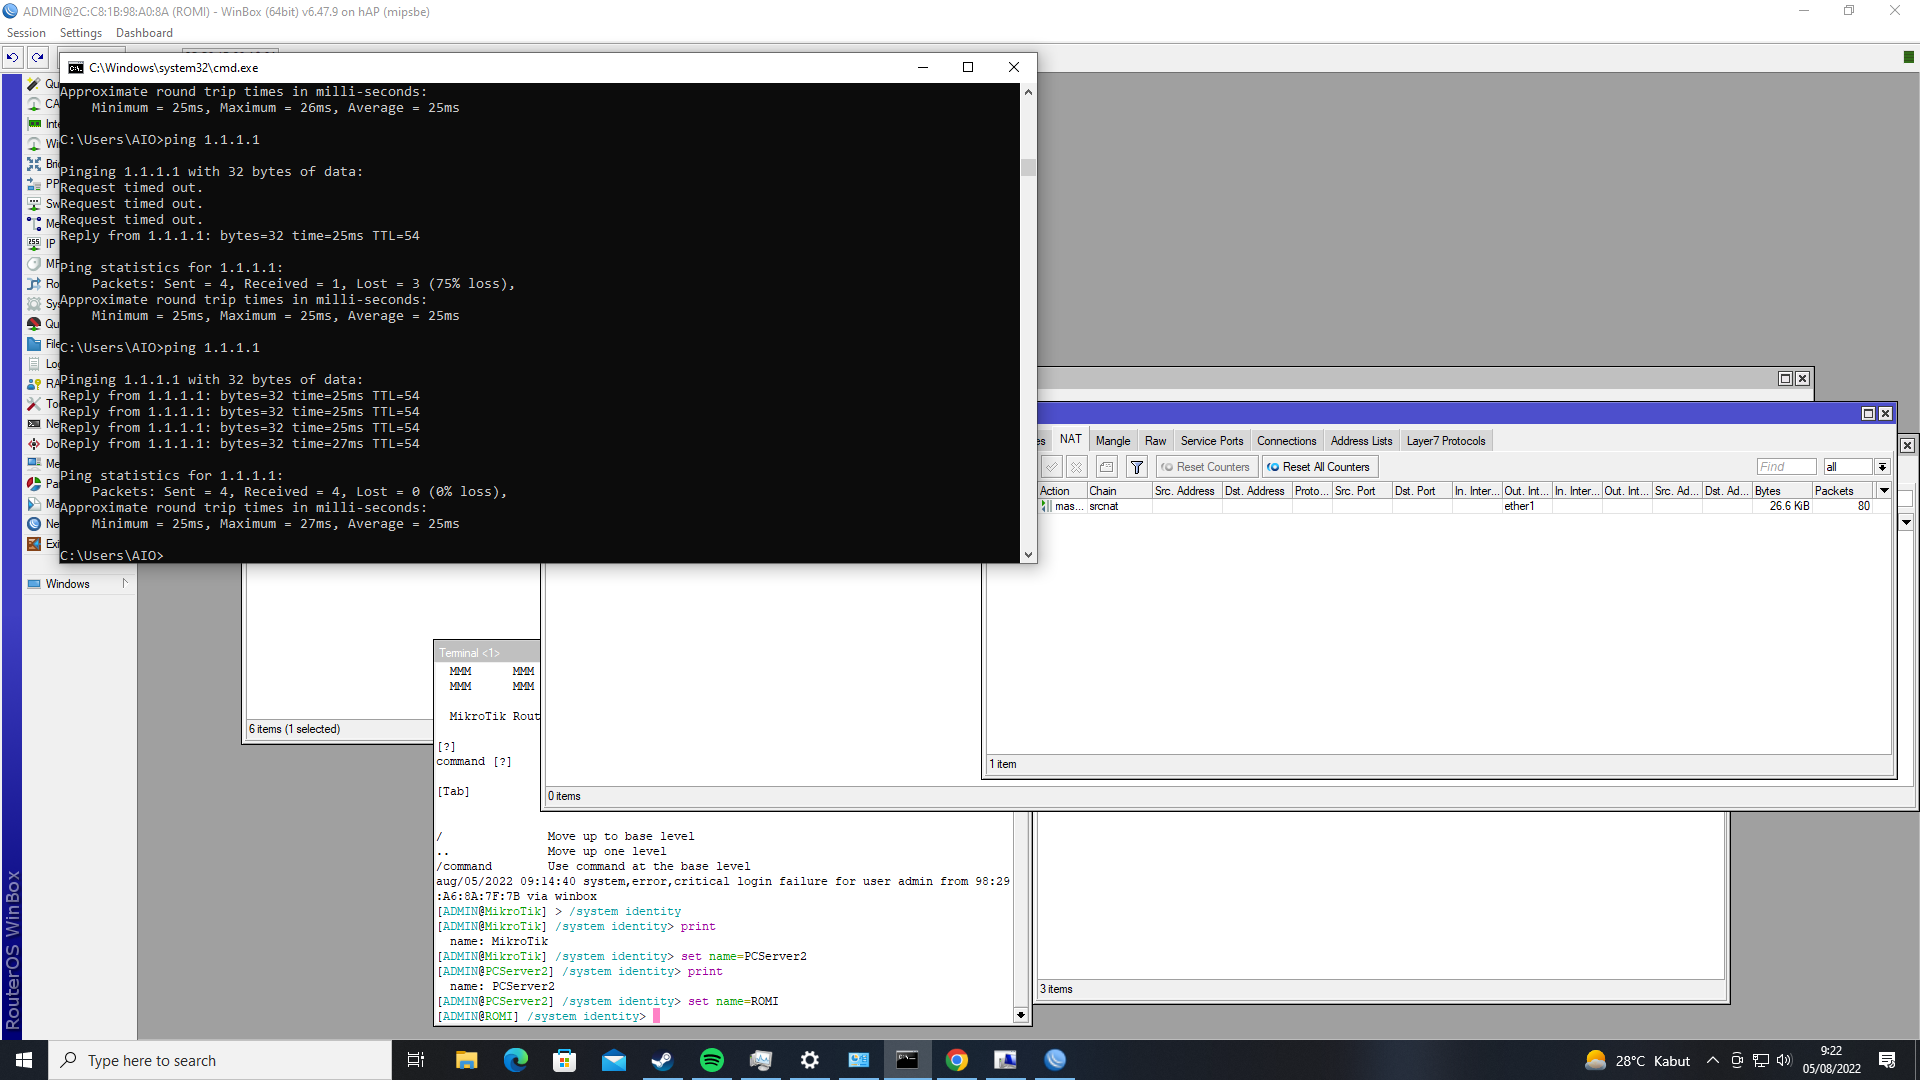 ADMIN@2C:C8:1B:98:A0:8A (ROMI) - WinBox (64bit) v6.47.9 on hAP (mipsbe)
Session Settings Dashboard
C:\Windows\system32\cmd.exe
Approximate round trip times in milli-seconds:
Minimum = 25ms, Maximum = 26ms, Average = 25ms
C:\Users\AIO>ping 1.1.1.1
Pinging 1.1.1.1 with 32 bytes of data:
Request timed out.
Request timed out.
Request timed out.
Reply from 1.1.1.1: bytes=32 time=25ms TTL=54
Ping statistics for 1.1.1.1:
Packets: Sent = 4, Received = 1, Lost = 3 (75% loss),
Approximate round trip times in milli-seconds:
Minimum = 25ms, Maximum = 25ms, Average = 25ms
C:\Users\AIO>ping 1.1.1.1
Pinging 1.1.1.1 with 32 bytes of data:
Reply from 1.1.1.1: bytes=32 time=25ms TTL=54
Reply from 1.1.1.1: bytes=32 time=25ms TTL=54
Reply from 1.1.1.1: bytes=32 time=25ms TTL=54
Reply from 1.1.1.1: bytes=32 time=27ms TTL=54
Ping statistics for 1.1.1.1:
Packets: Sent = 4, Received = 4, Lost = 0 (0% loss),
Approximate round trip times in milli-seconds:
Minimum = 25ms, Maximum = 27ms, Average = 25ms
C:\Users\AIO>
Qu
CA
Inte
Wi
Bri
PP
Sw
Me
IP
MP
Ro
Sys
Qu
File
Log
RA
To
Ne
Do
Me
Pa
Ma
Ne
Exi
Windows
RouterOS WinBox
es NAT Mangle Raw Service Ports Connections Address Lists Layer7 Protocols
Reset Counters Reset All Counters Find all
Action Chain Src. Address Dst. Address Proto... Src. Port Dst. Port In. Inter... Out. Int... In. Inter... Out. Int... Src. Ad... Dst. Ad... Bytes Packets
mas... srcnat ether1 26.6 KiB 80
1 item
0 items
6 items (1 selected)
3 items
Terminal <1>
MMM MMM
MMM MMM
MikroTik Rout
[?]
command [?]
[Tab]
/ Move up to base level
.. Move up one level
/command Use command at the base level
aug/05/2022 09:14:40 system,error,critical login failure for user admin from 98:29
:A6:8A:7F:7B via winbox
[ADMIN@MikroTik] > /system identity
[ADMIN@MikroTik] /system identity> print
name: MikroTik
[ADMIN@MikroTik] /system identity> set name=PCServer2
[ADMIN@PCServer2] /system identity> print
name: PCServer2
[ADMIN@PCServer2] /system identity> set name=ROMI
[ADMIN@ROMI] /system identity>
Type here to search
28°C Kabut
9:22
05/08/2022